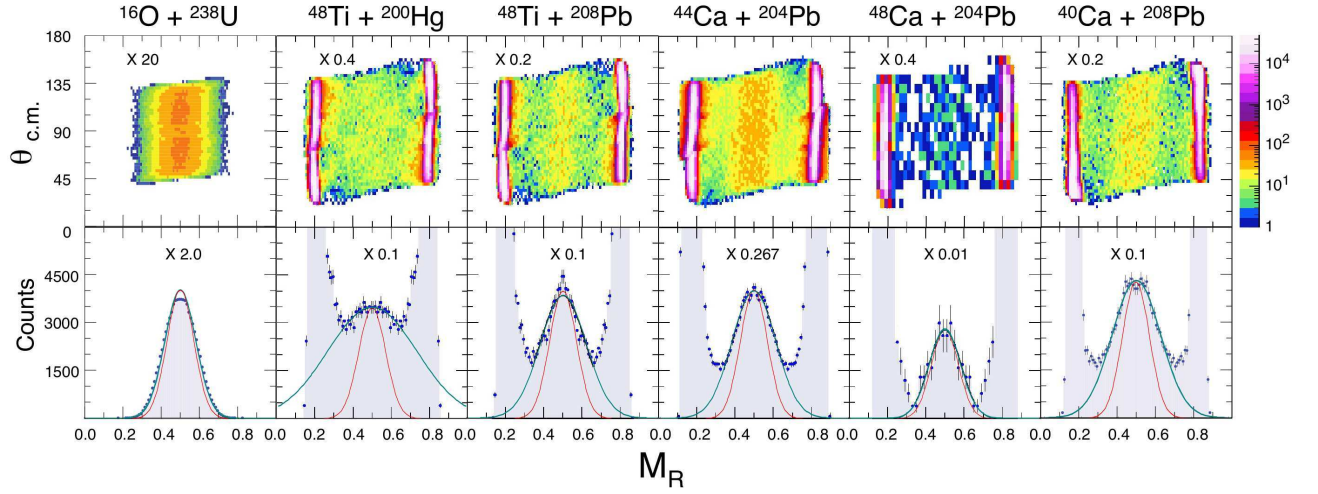 ¹⁶O + ²³⁸U
⁴⁸Ti + ²⁰⁰Hg
⁴⁸Ti + ²⁰⁸Pb
⁴⁴Ca + ²⁰⁴Pb
⁴⁸Ca + ²⁰⁴Pb
⁴⁰Ca + ²⁰⁸Pb
180
135
90
45
0
θ c.m.
X 20
X 0.4
X 0.2
X 0.4
X 0.2
10⁴
10³
10²
10¹
1
0
4500
3000
1500
Counts
X 2.0
X 0.1
X 0.1
X 0.267
X 0.01
X 0.1
0.0 0.2 0.4 0.6 0.8 0.0 0.2 0.4 0.6 0.8 0.0 0.2 0.4 0.6 0.8 0.0 0.2 0.4 0.6 0.8 0.0 0.2 0.4 0.6 0.8 0.0 0.2 0.4 0.6 0.8 1.0
M_R